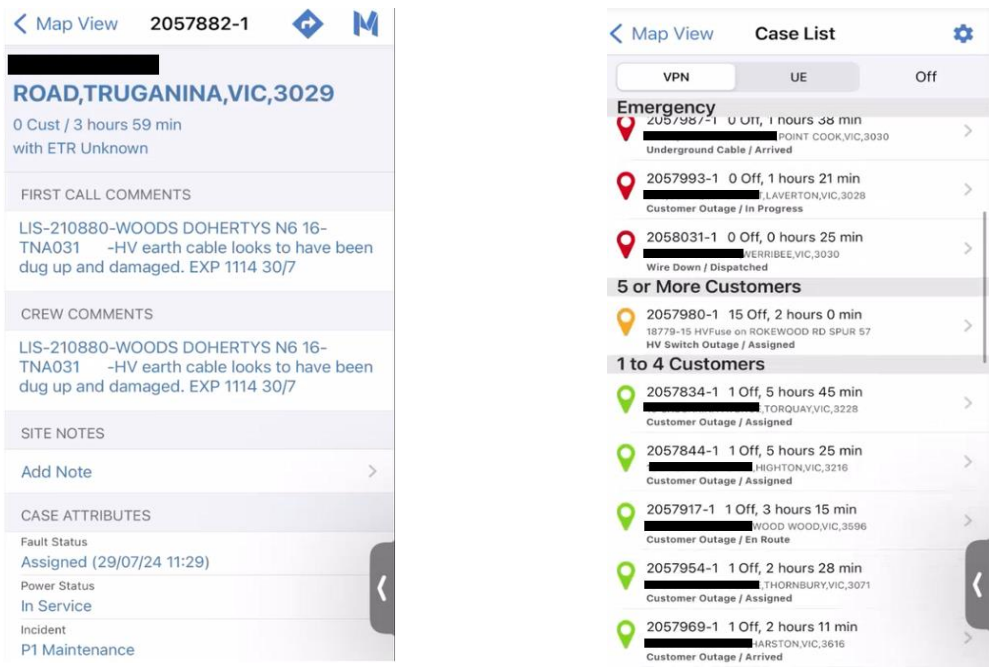 Map View 2057882-1
ROAD,TRUGANINA,VIC,3029
0 Cust / 3 hours 59 min
with ETR Unknown
FIRST CALL COMMENTS
LIS-210880-WOODS DOHERTYS N6 16-
TNA031 -HV earth cable looks to have been
dug up and damaged. EXP 1114 30/7
CREW COMMENTS
LIS-210880-WOODS DOHERTYS N6 16-
TNA031 -HV earth cable looks to have been
dug up and damaged. EXP 1114 30/7
SITE NOTES
Add Note
CASE ATTRIBUTES
Fault Status
Assigned (29/07/24 11:29)
Power Status
In Service
Incident
P1 Maintenance
Map View Case List
VPN UE Off
Emergency
2057987-1 0 Off, 1 hours 38 min
POINT COOK,VIC,3030
Underground Cable / Arrived
2057993-1 0 Off, 1 hours 21 min
,LAVERTON,VIC,3028
Customer Outage / In Progress
2058031-1 0 Off, 0 hours 25 min
WERRIBEE,VIC,3030
Wire Down / Dispatched
5 or More Customers
2057980-1 15 Off, 2 hours 0 min
18779-15 HVFuse on ROKEWOOD RD SPUR 57
HV Switch Outage / Assigned
1 to 4 Customers
2057834-1 1 Off, 5 hours 45 min
,TORQUAY,VIC,3228
Customer Outage / Assigned
2057844-1 1 Off, 5 hours 25 min
,HIGHTON,VIC,3216
Customer Outage / Assigned
2057917-1 1 Off, 3 hours 15 min
WOOD WOOD,VIC,3596
Customer Outage / En Route
2057954-1 1 Off, 2 hours 28 min
,THORNBURY,VIC,3071
Customer Outage / Assigned
2057969-1 1 Off, 2 hours 11 min
HARSTON,VIC,3616
Customer Outage / Arrived